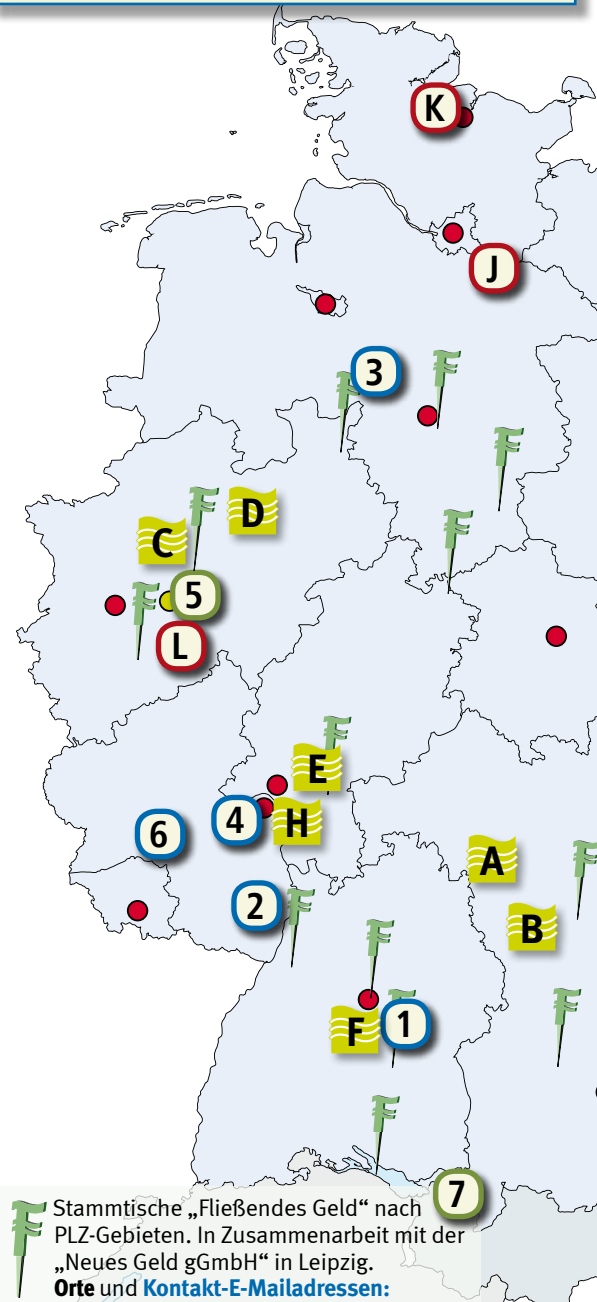 K
J
3
D
C
5
L
E
4
H
6
A
2
B
F
1
7
Stammtische „Fließendes Geld“ nach
PLZ-Gebieten. In Zusammenarbeit mit der
„Neues Geld gGmbH“ in Leipzig.
Orte und Kontakt-E-Mailadressen: